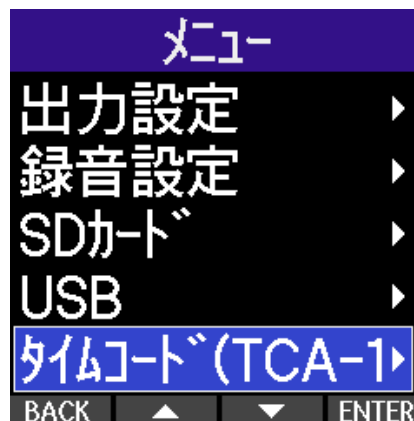 メニュー
出力設定
録音設定
SDカード
USB
タイムコード(TCA-1
BACK ENTER